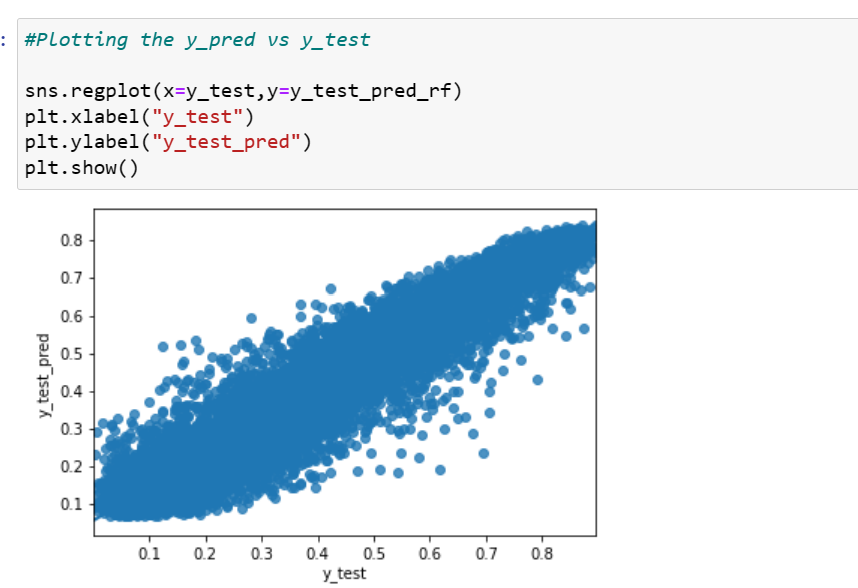 :
#Plotting the y_pred vs y_test
sns.regplot(x=y_test,y=y_test_pred_rf)
plt.xlabel("y_test")
plt.ylabel("y_test_pred")
plt.show()
0.8
0.7
0.6
0.5
0.4
0.3
0.2
0.1
y_test_pred
0.1 0.2 0.3 0.4 0.5 0.6 0.7 0.8
y_test